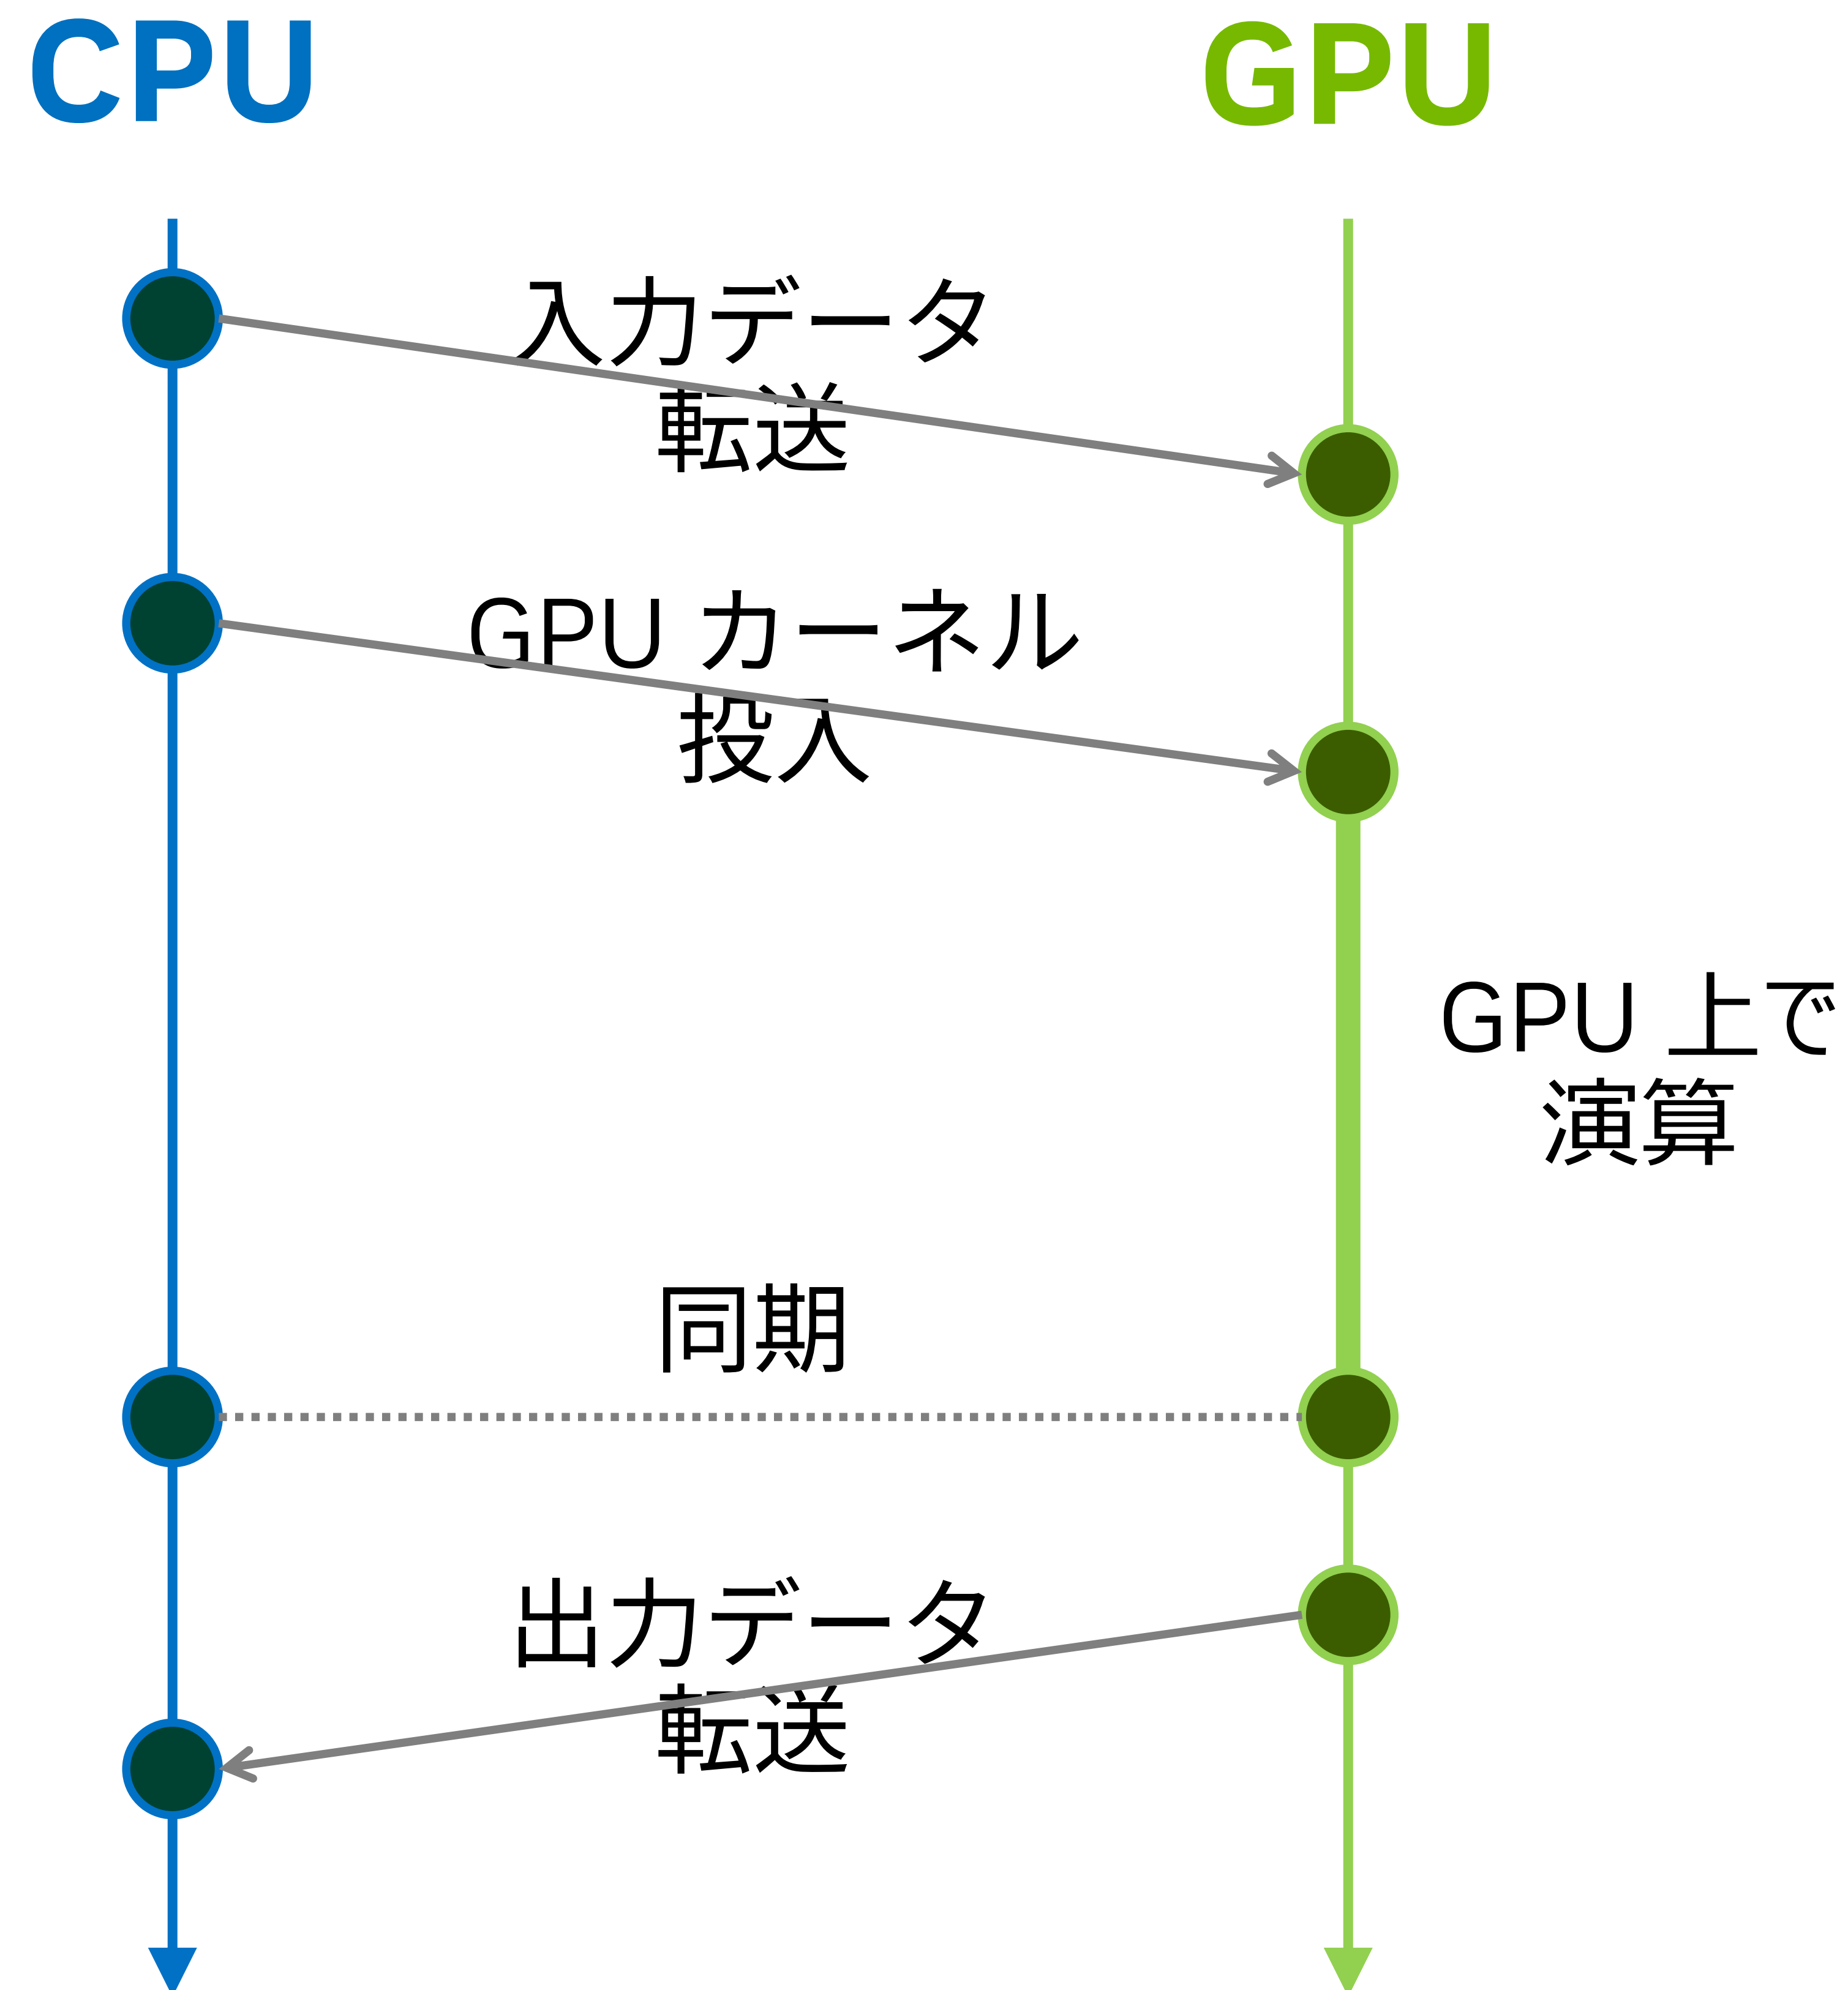 CPU
GPU
入力データ
転送
GPU カーネル
投入
GPU 上で
演算
同期
出力データ
転送